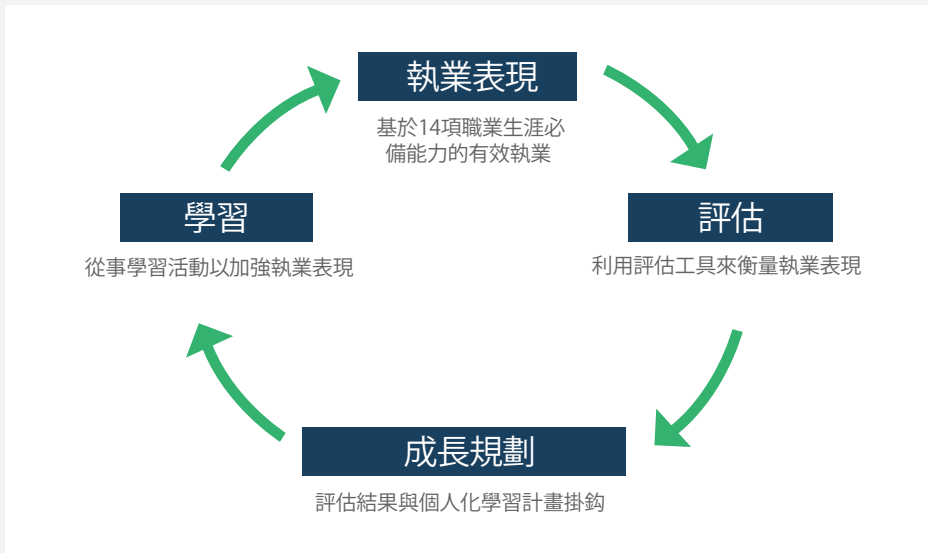 執業表現
基於14項職業生涯必
備能力的有效執業
學習
從事學習活動以加強執業表現
評估
利用評估工具來衡量執業表現
成長規劃
評估結果與個人化學習計畫掛鈎